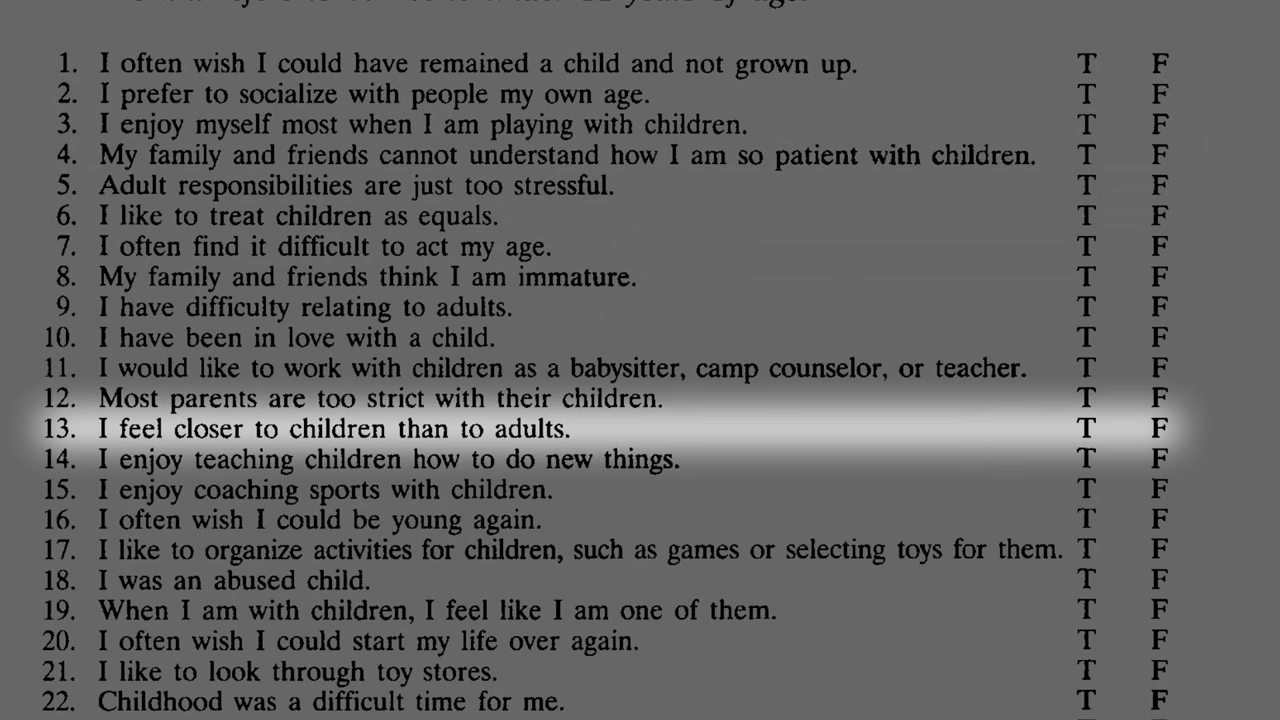 1. I often wish I could have remained a child and not grown up. T F
2. I prefer to socialize with people my own age. T F
3. I enjoy myself most when I am playing with children. T F
4. My family and friends cannot understand how I am so patient with children. T F
5. Adult responsibilities are just too stressful. T F
6. I like to treat children as equals. T F
7. I often find it difficult to act my age. T F
8. My family and friends think I am immature. T F
9. I have difficulty relating to adults. T F
10. I have been in love with a child. T F
11. I would like to work with children as a babysitter, camp counselor, or teacher. T F
12. Most parents are too strict with their children. T F
13. I feel closer to children than to adults. T F
14. I enjoy teaching children how to do new things. T F
15. I enjoy coaching sports with children. T F
16. I often wish I could be young again. T F
17. I like to organize activities for children, such as games or selecting toys for them. T F
18. I was an abused child. T F
19. When I am with children, I feel like I am one of them. T F
20. I often wish I could start my life over again. T F
21. I like to look through toy stores. T F
22. Childhood was a difficult time for me. T F